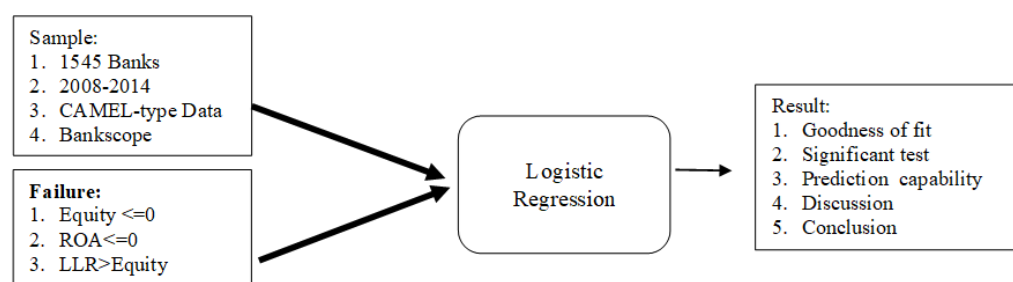 Sample:
1. 1545 Banks
2. 2008-2014
3. CAMEL-type Data
4. Bankscope
Failure:
1. Equity <=0
2. ROA<=0
3. LLR>Equity
Logistic
Regression
Result:
1. Goodness of fit
2. Significant test
3. Prediction capability
4. Discussion
5. Conclusion